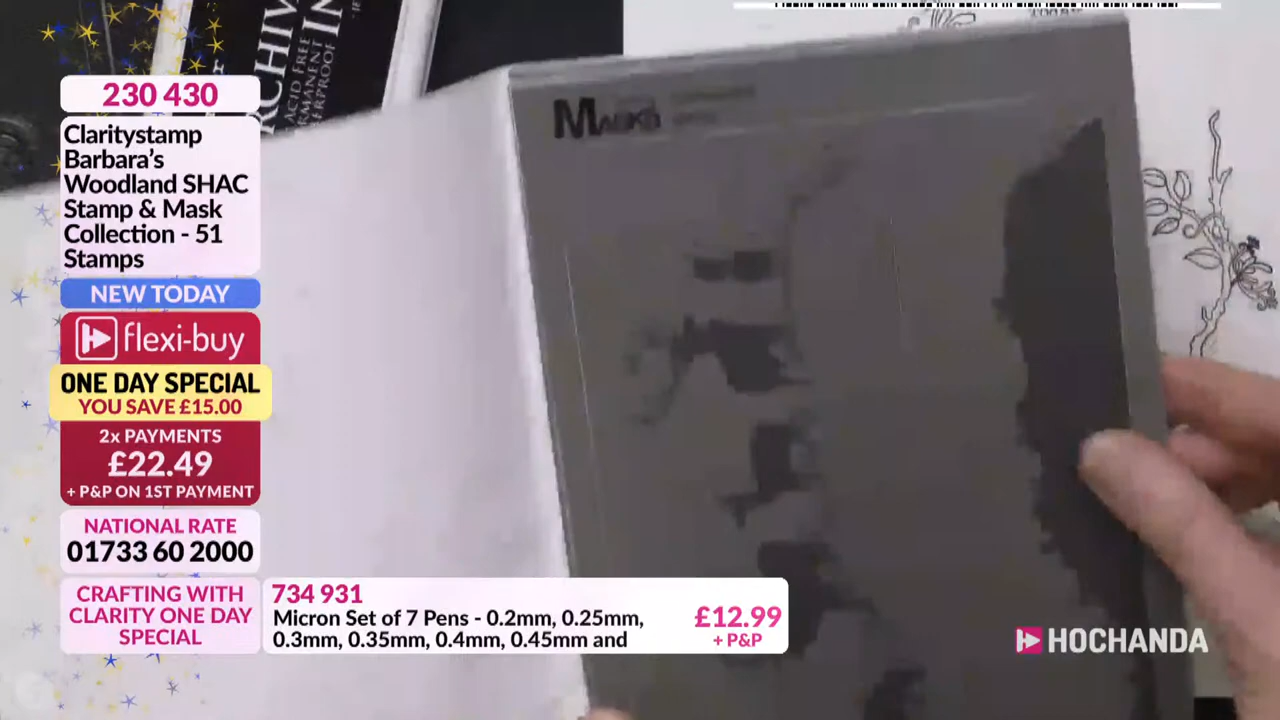 230 430
Claritystamp
Barbara's
Woodland SHAC
Stamp & Mask
Collection - 51
Stamps
NEW TODAY
flexi-buy
ONE DAY SPECIAL
YOU SAVE £15.00
2x PAYMENTS
£22.49
+ P&P ON 1ST PAYMENT
NATIONAL RATE
01733 60 2000
CRAFTING WITH
CLARITY ONE DAY
SPECIAL
734 931
Micron Set of 7 Pens - 0.2mm, 0.25mm,
0.3mm, 0.35mm, 0.4mm, 0.45mm and
£12.99
+ P&P
HOCHANDA
MASKS
ACID FREE